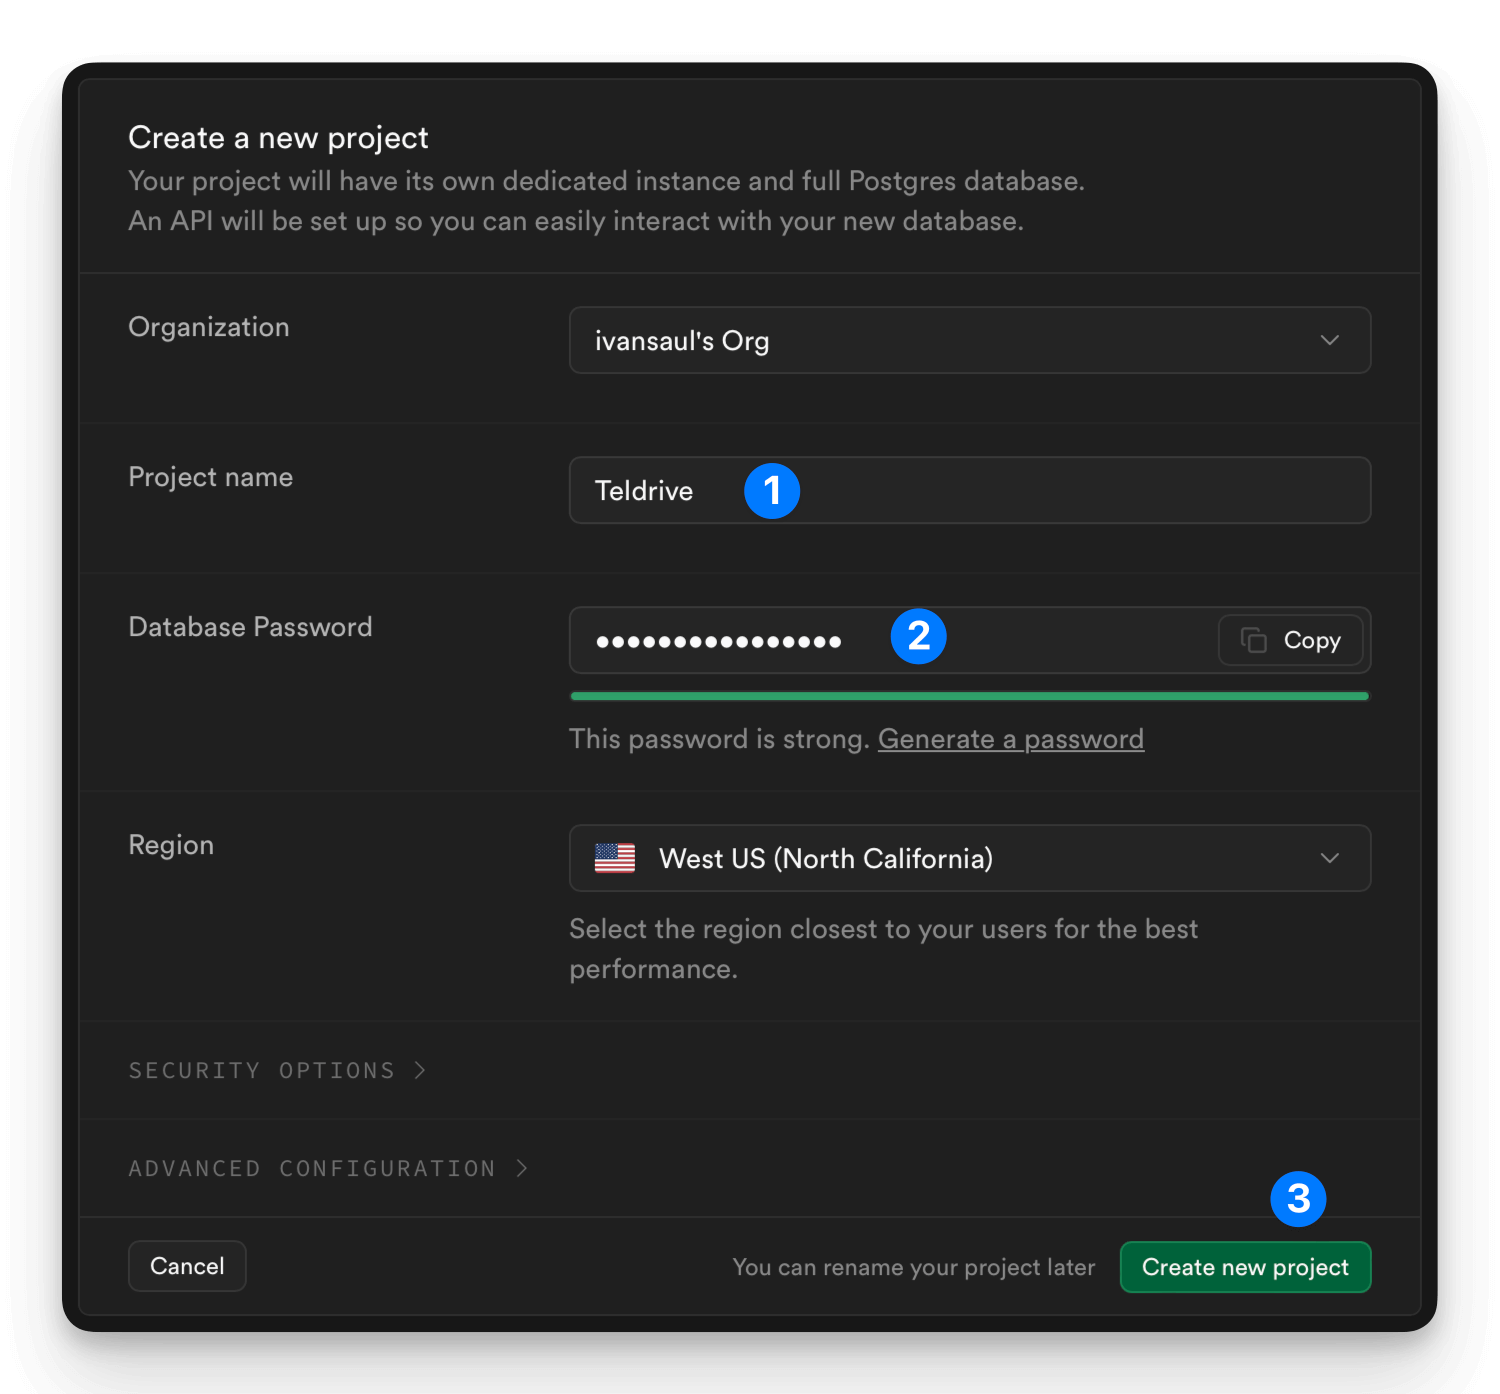 Create a new project
Your project will have its own dedicated instance and full Postgres database.
An API will be set up so you can easily interact with your new database.
Organization
ivansaul's Org
Project name
Teldrive
1
Database Password
••••••••••••••••
2
Copy
This password is strong. Generate a password
Region
West US (North California)
Select the region closest to your users for the best
performance.
SECURITY OPTIONS
ADVANCED CONFIGURATION
3
Cancel
You can rename your project later
Create new project